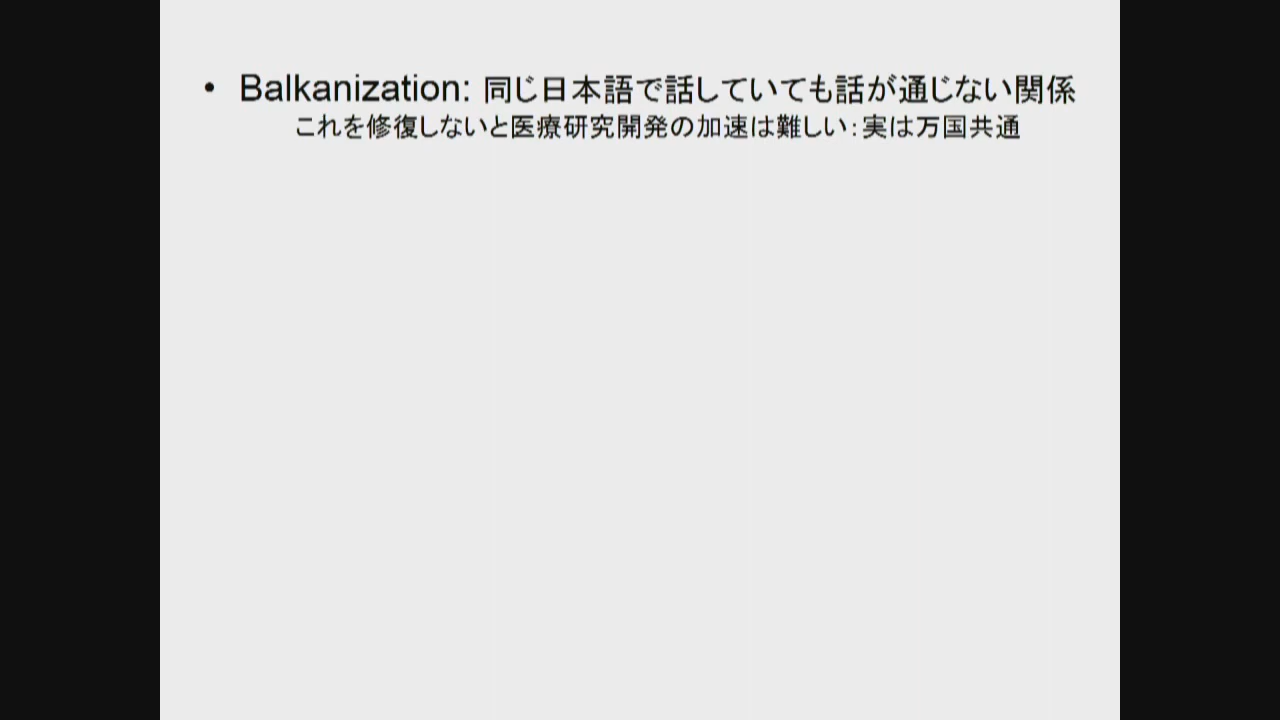 • Balkanization: 同じ日本語で話していても話が通じない関係
これを修復しないと医療研究開発の加速は難しい：実は万国共通